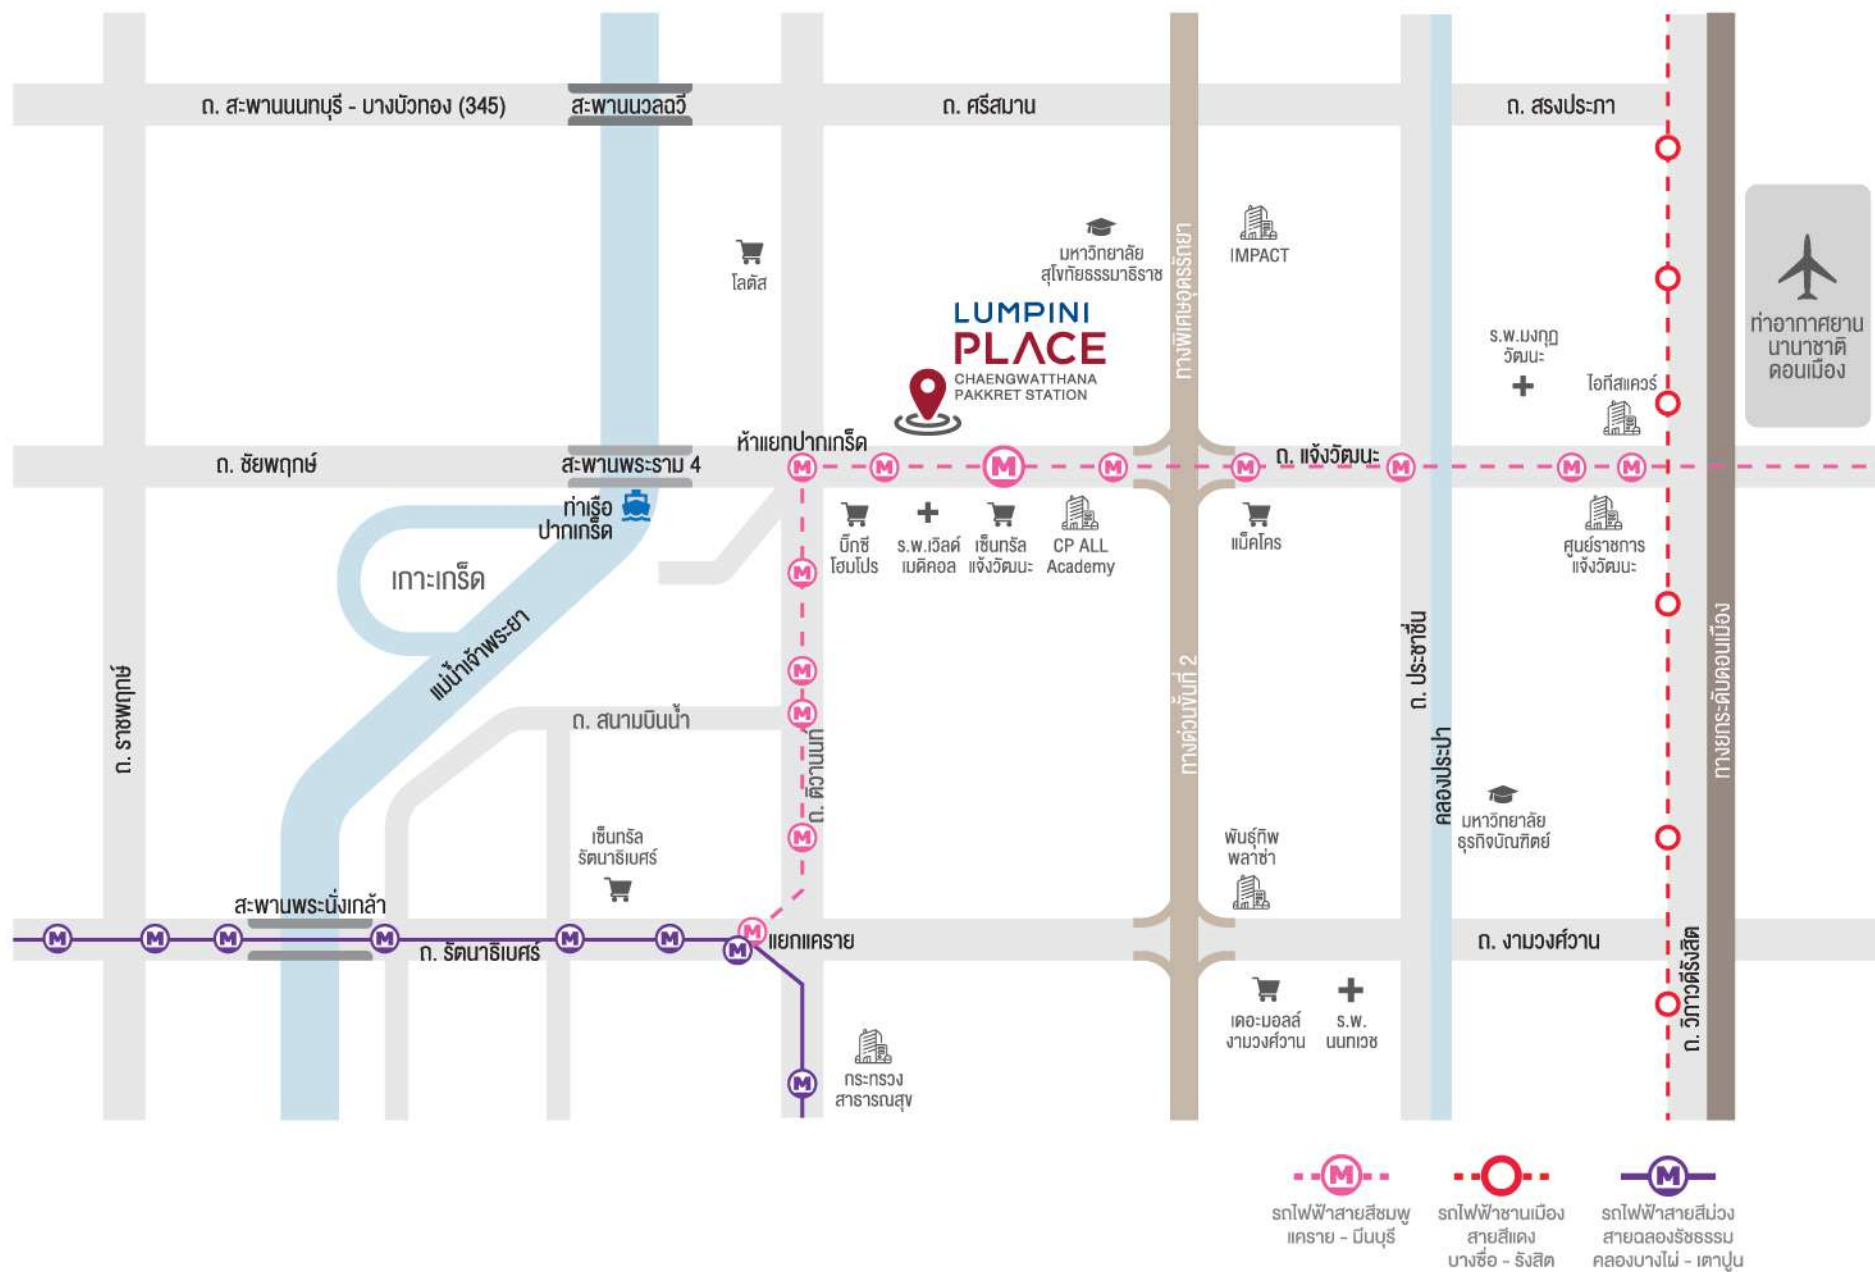 ถ. สะพานนนทบุรี - บางบัวทอง (345)
สะพานนวลฉวี
ถ. ศรีสมาน
ถ. สรงประภา
โลตัส
มหาวิทยาลัย
สุโขทัยธรรมาธิราช
ทางพิเศษอุดรรัถยา
IMPACT
ท่าอากาศยาน
นานาชาติ
ดอนเมือง
LUMPINI
PLACE
CHAENGWATTHANA
PAKKRET STATION
ร.พ.มงกุฎ
วัฒนะ
ไอทีสแควร์
ถ. ชัยพฤกษ์
สะพานพระราม 4
ห้าแยกปากเกร็ด
ถ. แจ้งวัฒนะ
M
M
M
M
M
M
M
M
ท่าเรือ
ปากเกร็ด
เกาะเกร็ด
แม่น้ำเจ้าพระยา
บิ๊กซี
โฮมโปร
ร.พ.เวิลด์
เมดิคอล
เซ็นทรัล
แจ้งวัฒนะ
CP ALL
Academy
แม็คโคร
ศูนย์ราชการ
แจ้งวัฒนะ
M
M
M
M
ถ. ราชพฤกษ์
ถ. สนามบินน้ำ
ถ. ติวานนท์
ทางด่วนขั้นที่ 2
ถ. ประชาชื่น
คลองประปา
ทางยกระดับดอนเมือง
มหาวิทยาลัย
ธุรกิจบัณฑิตย์
เซ็นทรัล
รัตนาธิเบศร์
พันธุ์ทิพ
พลาซ่า
สะพานพระนั่งเกล้า
M
M
M
M
M
M
M
M
แยกแคราย
ถ. รัตนาธิเบศร์
ถ. งามวงศ์วาน
ถ. วิภาวดีรังสิต
เดอะมอลล์
งามวงศ์วาน
ร.พ.
นนทเวช
M
กระทรวง
สาธารณสุข
M
M
รถไฟฟ้าสายสีชมพู
แคราย - มีนบุรี
รถไฟฟ้าชานเมือง
สายสีแดง
บางซื่อ - รังสิต
รถไฟฟ้าสายสีม่วง
สายฉลองรัชธรรม
คลองบางไผ่ - เตาปูน